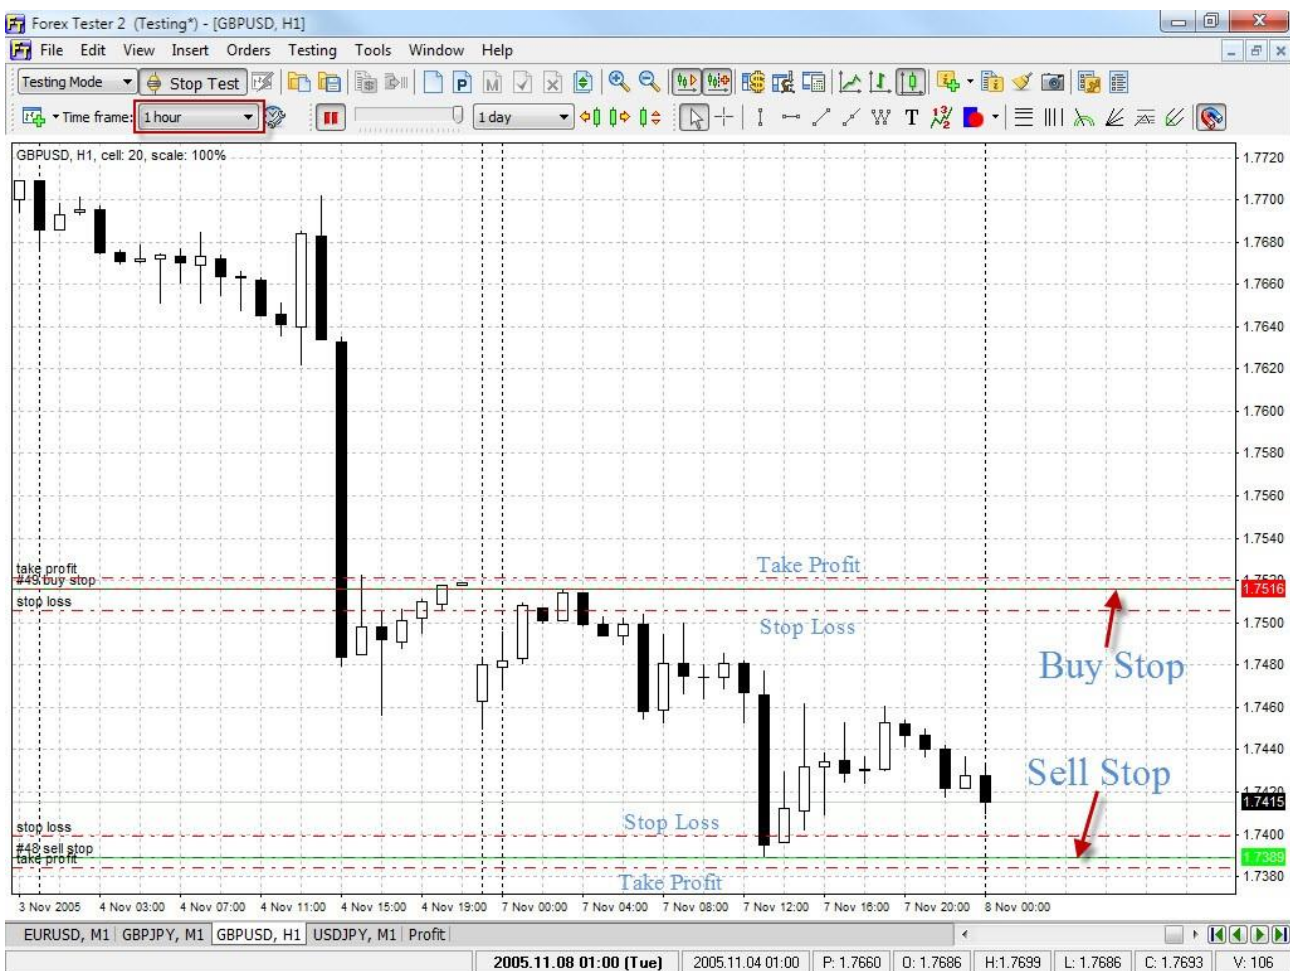 Forex Tester 2 (Testing*) - [GBPUSD, H1]
File Edit View Insert Orders Testing Tools Window Help
Testing Mode Stop Test
Time frame: 1 hour 1 day
GBPUSD, H1, cell: 20, scale: 100%
1.7720
1.7700
1.7680
1.7660
1.7640
1.7620
1.7600
1.7580
1.7560
1.7540
take profit Take Profit
1.7520
#49 buy stop 1.7516
stop loss
Stop Loss 1.7500
Buy Stop
1.7480
1.7460
1.7440
Sell Stop
1.7420
1.7415
stop loss Stop Loss
1.7400
#48 sell stop
take profit 1.7389
Take Profit 1.7380
3 Nov 2005 4 Nov 03:00 4 Nov 07:00 4 Nov 11:00 4 Nov 15:00 4 Nov 19:00 7 Nov 00:00 7 Nov 04:00 7 Nov 08:00 7 Nov 12:00 7 Nov 16:00 7 Nov 20:00 8 Nov 00:00
EURUSD, M1 GBPJPY, M1 GBPUSD, H1 USDJPY, M1 Profit
2005.11.08 01:00 (Tue) 2005.11.04 01:00 P: 1.7660 O: 1.7686 H: 1.7699 L: 1.7686 C: 1.7693 V: 106